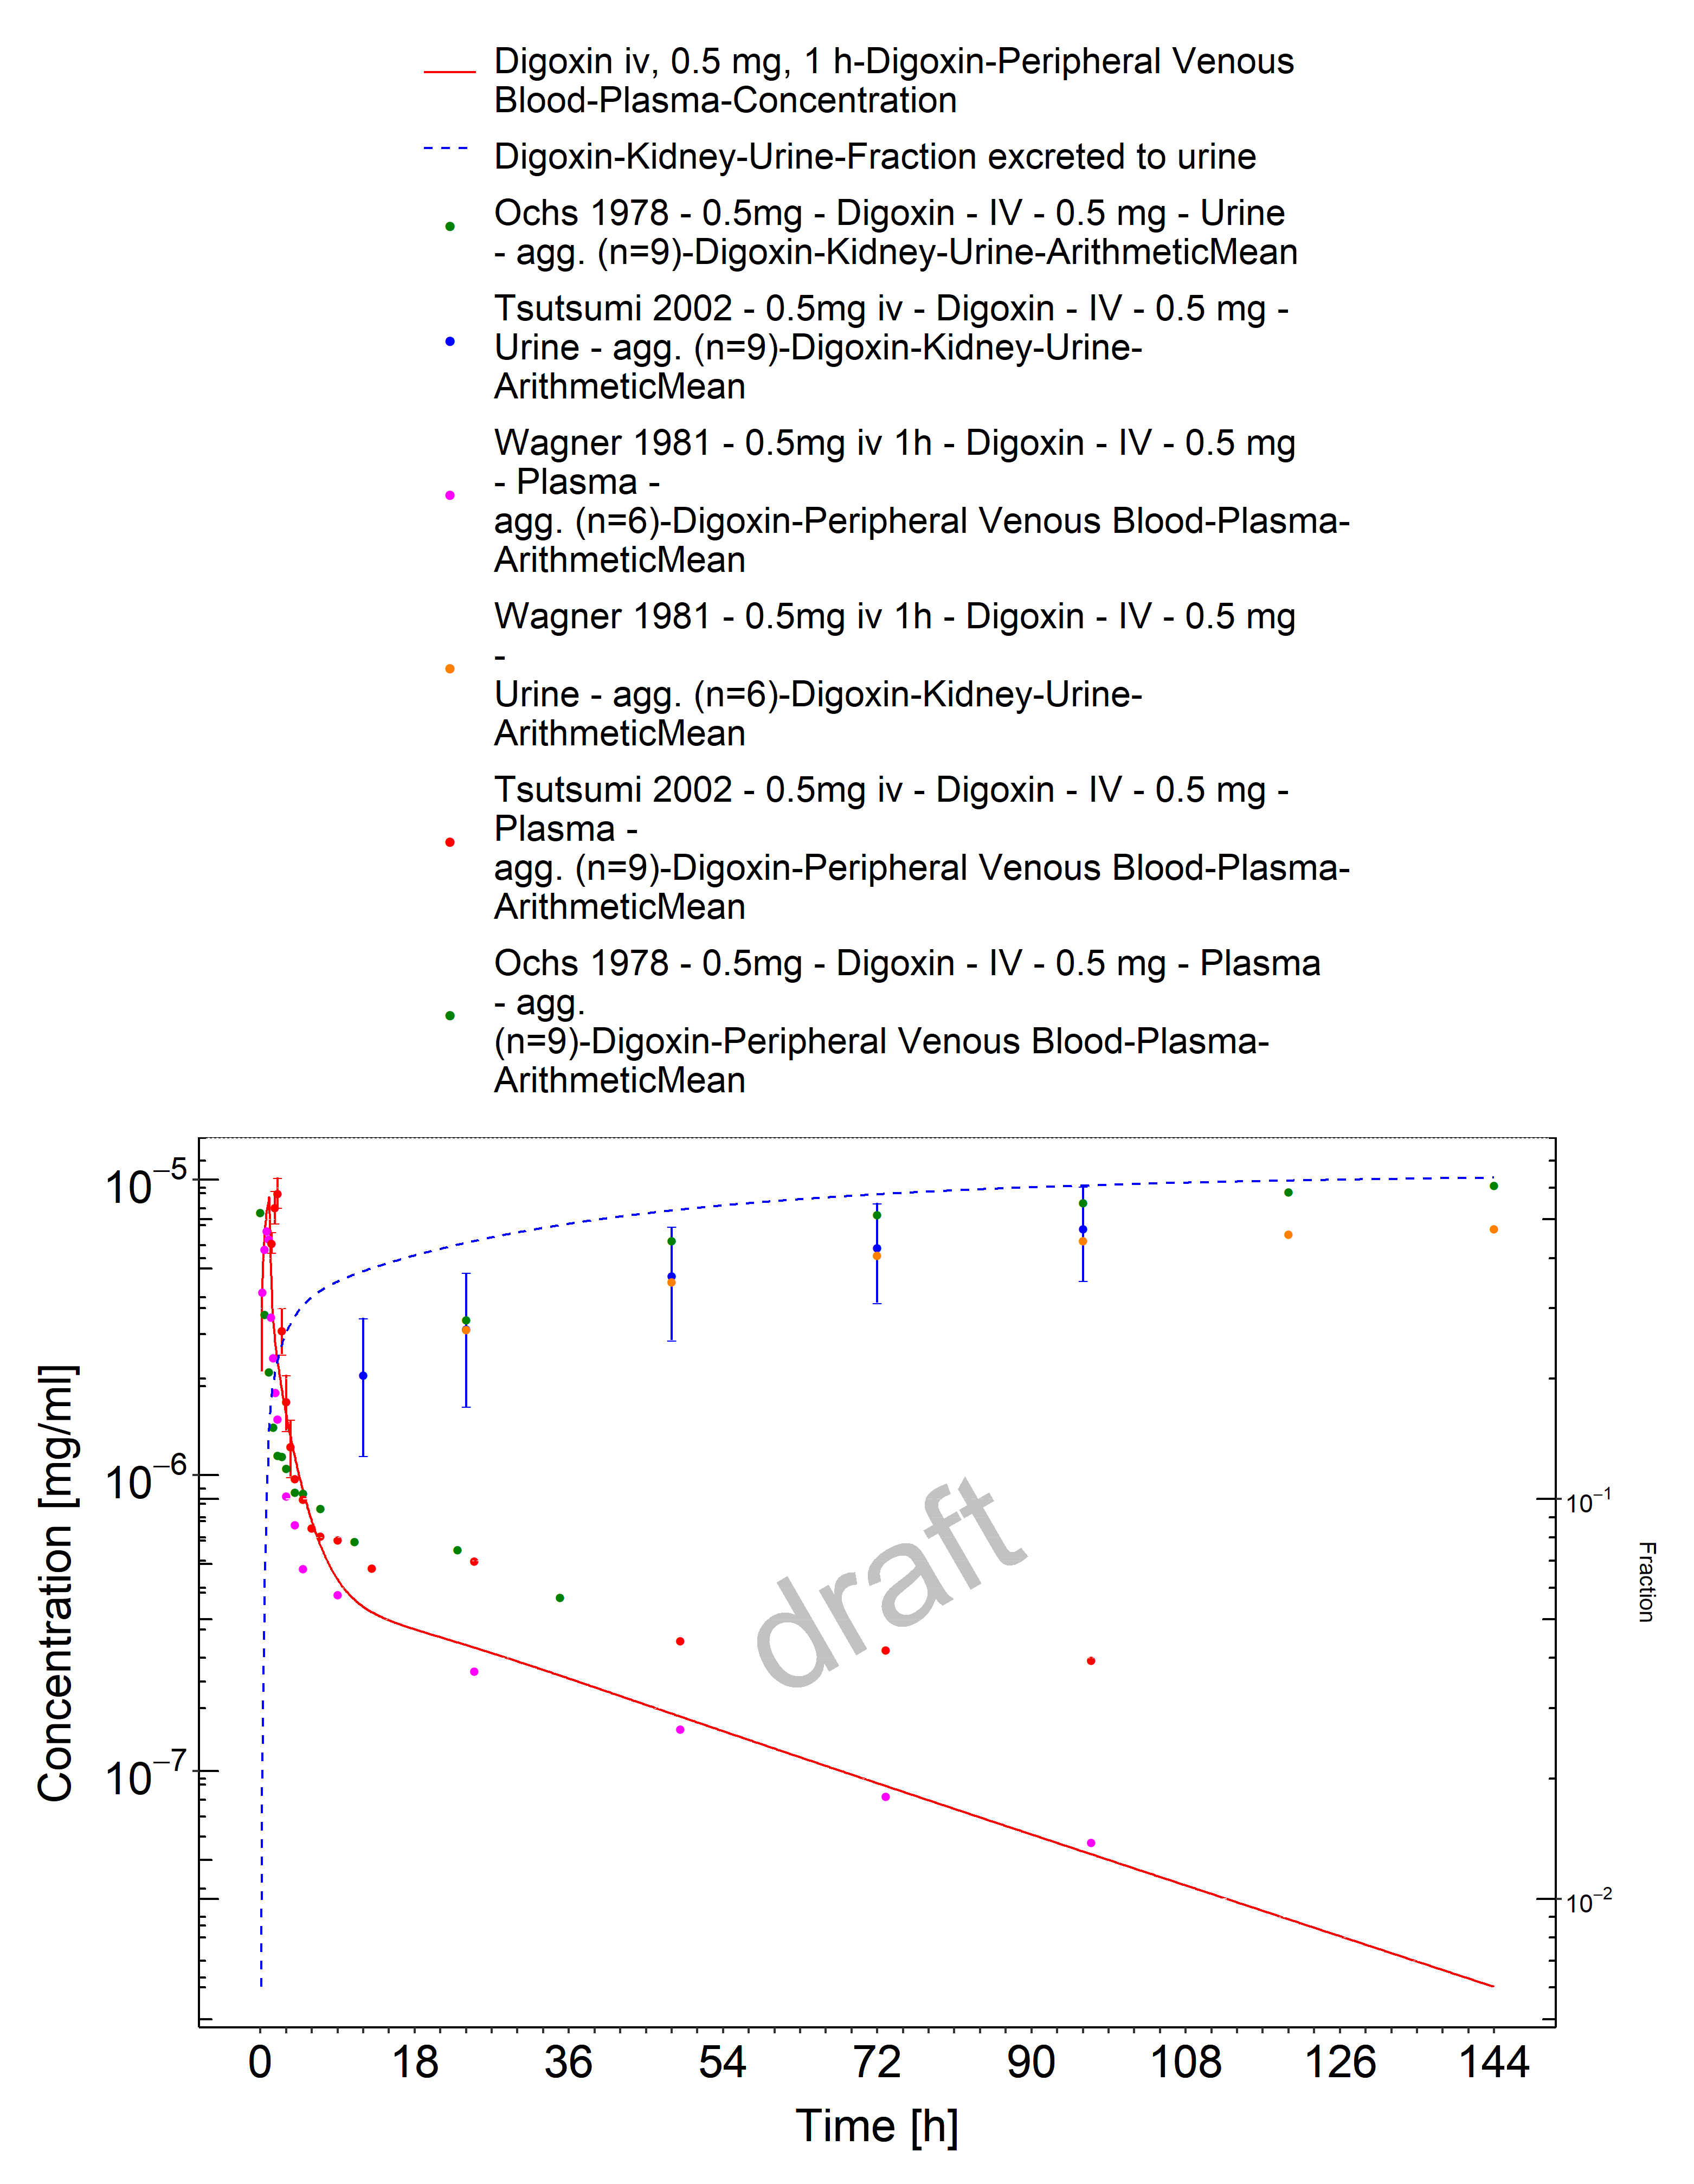 Digoxin iv, 0.5 mg, 1 h-Digoxin-Peripheral Venous
Blood-Plasma-Concentration
Digoxin-Kidney-Urine-Fraction excreted to urine
Ochs 1978 - 0.5mg - Digoxin - IV - 0.5 mg - Urine
- agg. (n=9)-Digoxin-Kidney-Urine-ArithmeticMean
Tsutsumi 2002 - 0.5mg iv - Digoxin - IV - 0.5 mg -
Urine - agg. (n=9)-Digoxin-Kidney-Urine-
ArithmeticMean
Wagner 1981 - 0.5mg iv 1h - Digoxin - IV - 0.5 mg
- Plasma -
agg. (n=6)-Digoxin-Peripheral Venous Blood-Plasma-
ArithmeticMean
Wagner 1981 - 0.5mg iv 1h - Digoxin - IV - 0.5 mg
-
Urine - agg. (n=6)-Digoxin-Kidney-Urine-
ArithmeticMean
Tsutsumi 2002 - 0.5mg iv - Digoxin - IV - 0.5 mg -
Plasma -
agg. (n=9)-Digoxin-Peripheral Venous Blood-Plasma-
ArithmeticMean
Ochs 1978 - 0.5mg - Digoxin - IV - 0.5 mg - Plasma
- agg.
(n=9)-Digoxin-Peripheral Venous Blood-Plasma-
ArithmeticMean
Concentration [mg/ml]
10⁻⁵
10⁻⁶
10⁻⁷
draft
10⁻¹
10⁻²
Fraction
0 18 36 54 72 90 108 126 144
Time [h]